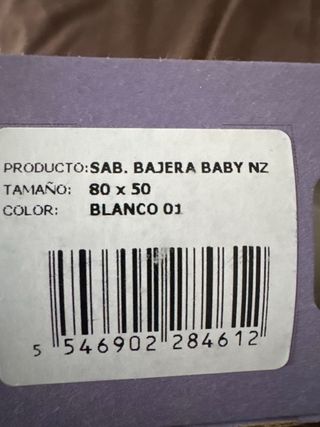 PRODUCTO: SAB. BAJERA BABY NZ
TAMAÑO: 80 x 50
COLOR: BLANCO 01
5 546902 284612